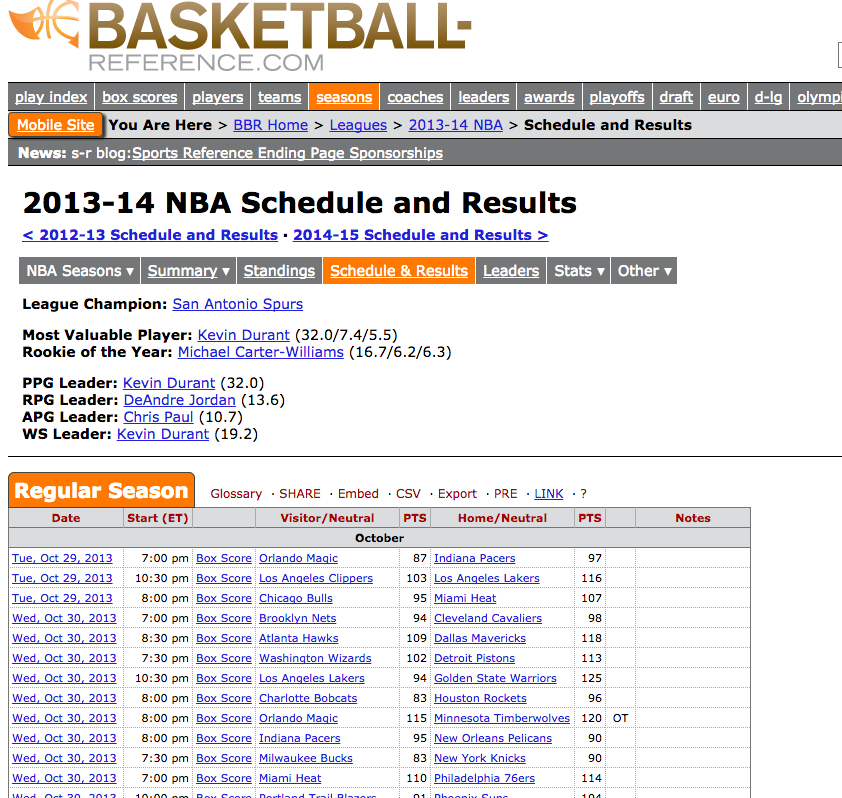 BASKETBALL-
REFERENCE.COM
play index box scores players teams seasons coaches leaders awards playoffs draft euro d-lg olympi
Mobile Site You Are Here > BBR Home > Leagues > 2013-14 NBA > Schedule and Results
News: s-r blog:Sports Reference Ending Page Sponsorships
2013-14 NBA Schedule and Results
< 2012-13 Schedule and Results · 2014-15 Schedule and Results >
NBA Seasons ▾ Summary ▾ Standings Schedule & Results Leaders Stats ▾ Other ▾
League Champion: San Antonio Spurs
Most Valuable Player: Kevin Durant (32.0/7.4/5.5)
Rookie of the Year: Michael Carter-Williams (16.7/6.2/6.3)
PPG Leader: Kevin Durant (32.0)
RPG Leader: DeAndre Jordan (13.6)
APG Leader: Chris Paul (10.7)
WS Leader: Kevin Durant (19.2)
Regular Season Glossary · SHARE · Embed · CSV · Export · PRE · LINK · ?
Date Start (ET) Visitor/Neutral PTS Home/Neutral PTS Notes
October
Tue, Oct 29, 2013 7:00 pm Box Score Orlando Magic 87 Indiana Pacers 97
Tue, Oct 29, 2013 10:30 pm Box Score Los Angeles Clippers 103 Los Angeles Lakers 116
Tue, Oct 29, 2013 8:00 pm Box Score Chicago Bulls 95 Miami Heat 107
Wed, Oct 30, 2013 7:00 pm Box Score Brooklyn Nets 94 Cleveland Cavaliers 98
Wed, Oct 30, 2013 8:30 pm Box Score Atlanta Hawks 109 Dallas Mavericks 118
Wed, Oct 30, 2013 7:30 pm Box Score Washington Wizards 102 Detroit Pistons 113
Wed, Oct 30, 2013 10:30 pm Box Score Los Angeles Lakers 94 Golden State Warriors 125
Wed, Oct 30, 2013 8:00 pm Box Score Charlotte Bobcats 83 Houston Rockets 96
Wed, Oct 30, 2013 8:00 pm Box Score Orlando Magic 115 Minnesota Timberwolves 120 OT
Wed, Oct 30, 2013 8:00 pm Box Score Indiana Pacers 95 New Orleans Pelicans 90
Wed, Oct 30, 2013 7:30 pm Box Score Milwaukee Bucks 83 New York Knicks 90
Wed, Oct 30, 2013 7:00 pm Box Score Miami Heat 110 Philadelphia 76ers 114
Wed, Oct 30, 2013 10:00 pm Box Score Portland Trail Blazers 91 Phoenix Suns 104